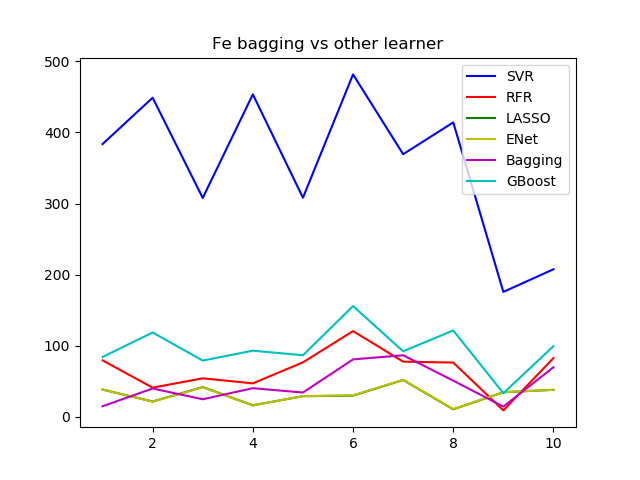 Fe bagging vs other learner
500
400
300
200
100
0
2 4 6 8 10
SVR
RFR
LASSO
ENet
Bagging
GBoost